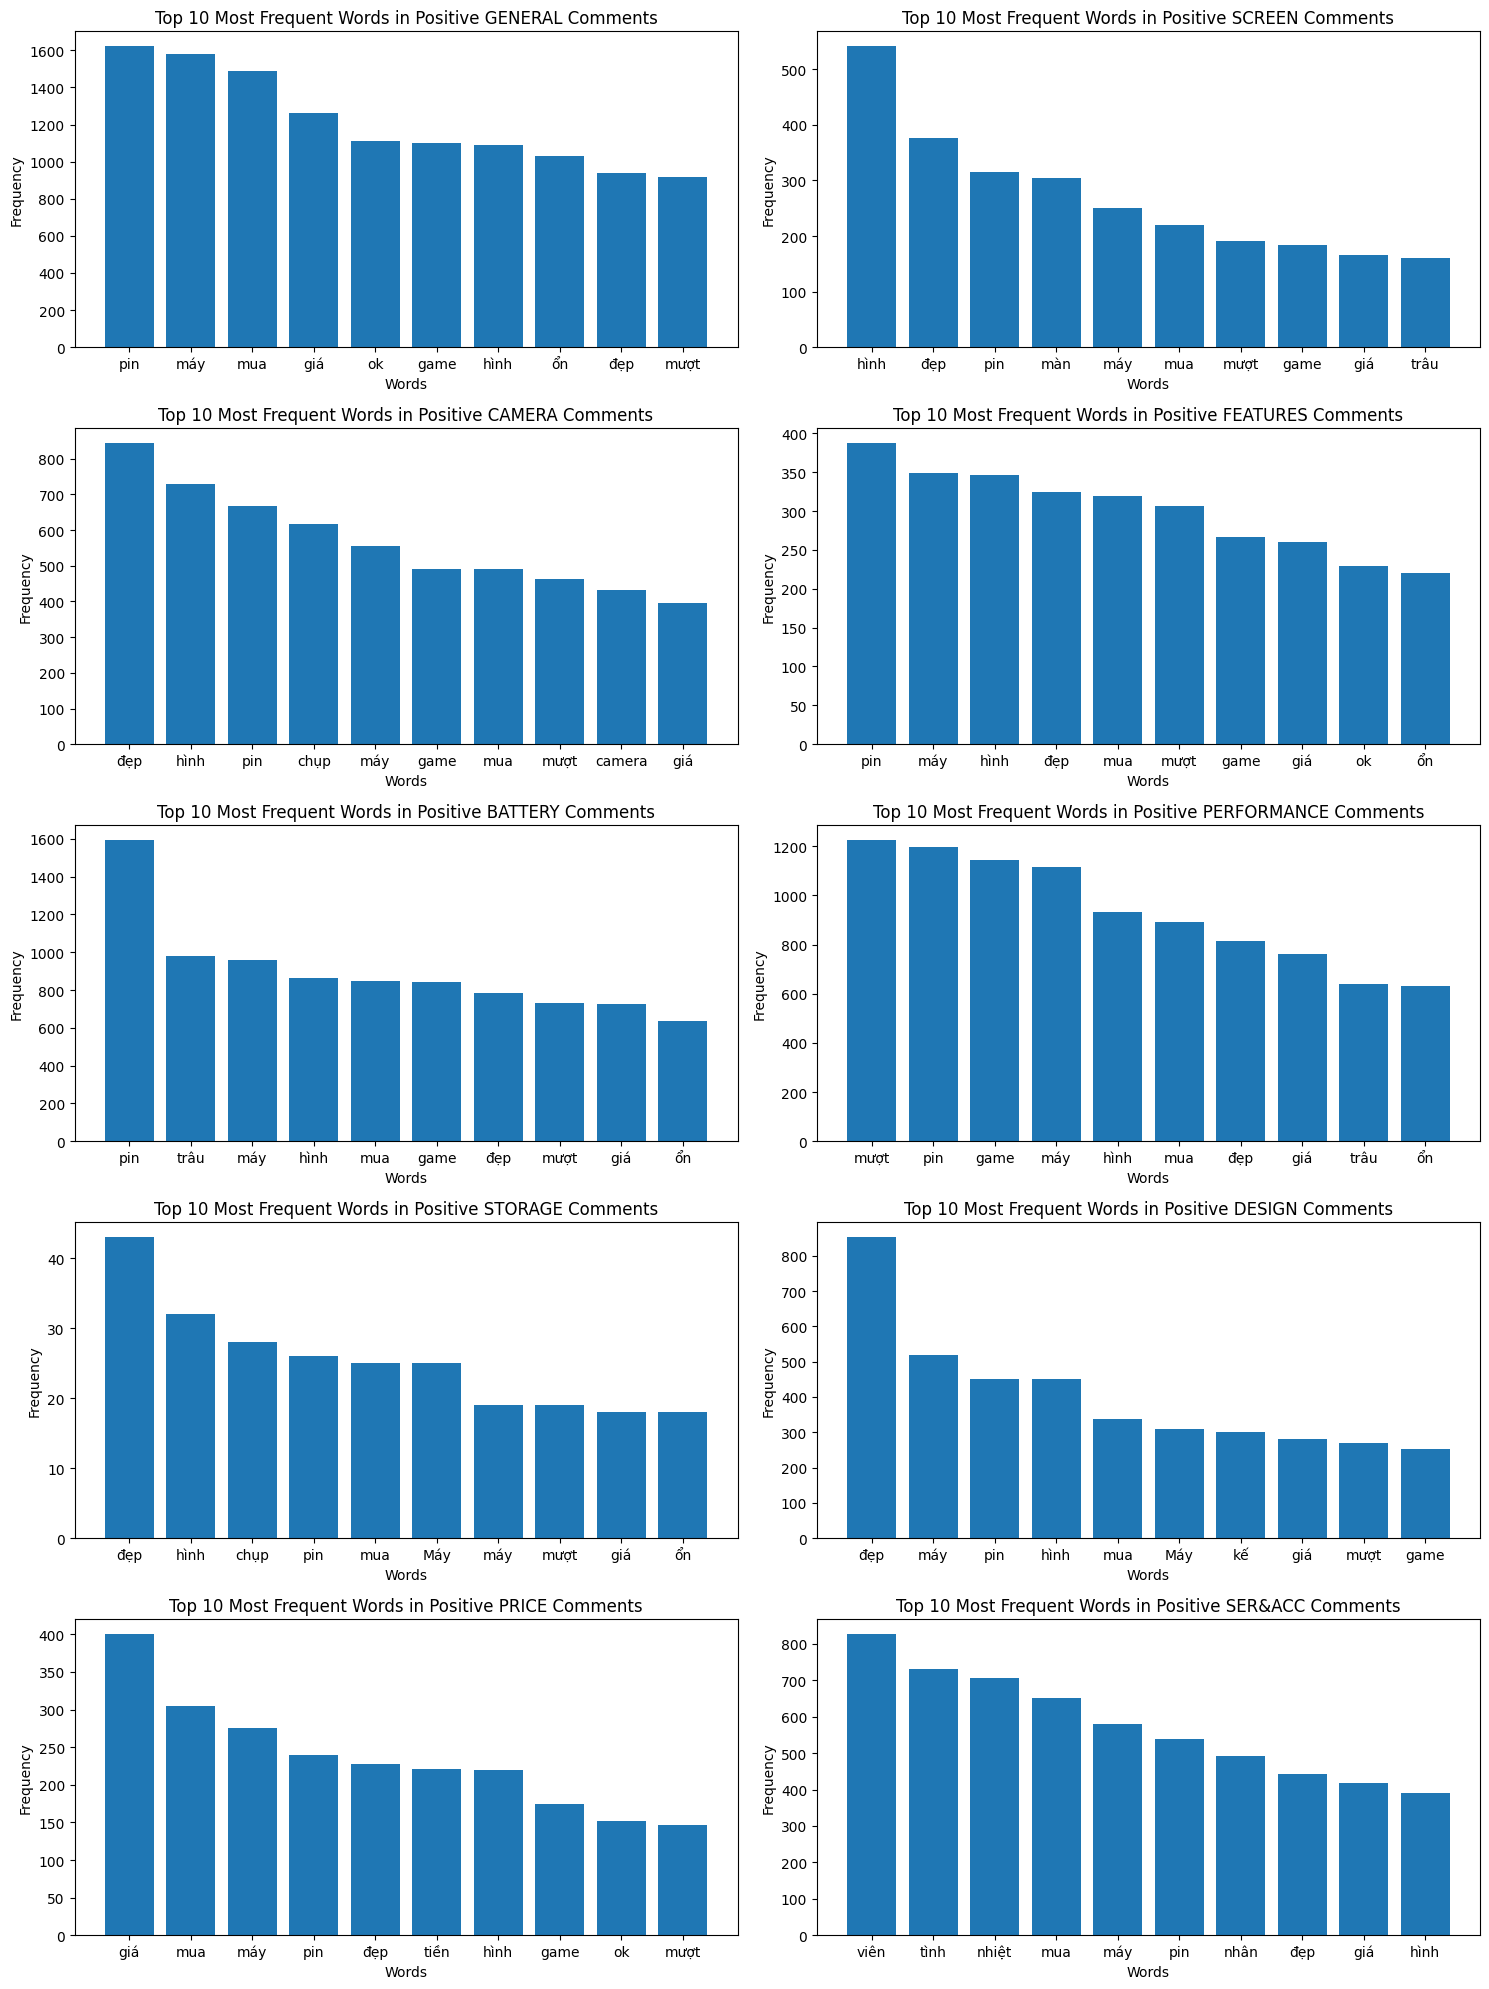 Top 10 Most Frequent Words in Positive GENERAL Comments
Frequency
1600
1400
1200
1000
800
600
400
200
0
pin máy mua giá ok game hình ổn đẹp mượt
Words
Top 10 Most Frequent Words in Positive SCREEN Comments
Frequency
500
400
300
200
100
0
hình đẹp pin màn máy mua mượt game giá trâu
Words
Top 10 Most Frequent Words in Positive CAMERA Comments
Frequency
800
700
600
500
400
300
200
100
0
đẹp hình pin chụp máy game mua mượt camera giá
Words
Top 10 Most Frequent Words in Positive FEATURES Comments
Frequency
400
350
300
250
200
150
100
50
0
pin máy hình đẹp mua mượt game giá ok ổn
Words
Top 10 Most Frequent Words in Positive BATTERY Comments
Frequency
1600
1400
1200
1000
800
600
400
200
0
pin trâu máy hình mua game đẹp mượt giá ổn
Words
Top 10 Most Frequent Words in Positive PERFORMANCE Comments
Frequency
1200
1000
800
600
400
200
0
mượt pin game máy hình mua đẹp giá trâu ổn
Words
Top 10 Most Frequent Words in Positive STORAGE Comments
Frequency
40
30
20
10
0
đẹp hình chụp pin mua Máy máy mượt giá ổn
Words
Top 10 Most Frequent Words in Positive DESIGN Comments
Frequency
800
700
600
500
400
300
200
100
0
đẹp máy pin hình mua Máy kế giá mượt game
Words
Top 10 Most Frequent Words in Positive PRICE Comments
Frequency
400
350
300
250
200
150
100
50
0
giá mua máy pin đẹp tiền hình game ok mượt
Words
Top 10 Most Frequent Words in Positive SER&ACC Comments
Frequency
800
700
600
500
400
300
200
100
0
viên tình nhiệt mua máy pin nhân đẹp giá hình
Words